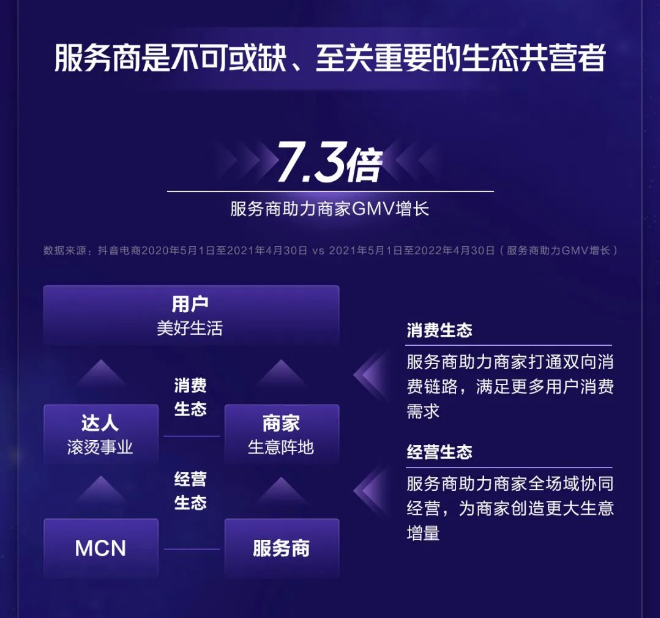 服务商是不可或缺、至关重要的生态共营者
7.3倍
服务商助力商家GMV增长
数据来源：抖音电商2020年5月1日至2021年4月30日 vs 2021年5月1日至2022年4月30日（服务商助力GMV增长）
用户
美好生活
消费
生态
达人
滚烫事业
商家
生意阵地
经营
生态
MCN
服务商
消费生态
服务商助力商家打通双向消
费链路，满足更多用户消费
需求
经营生态
服务商助力商家全场域协同
经营，为商家创造更大生意
增量